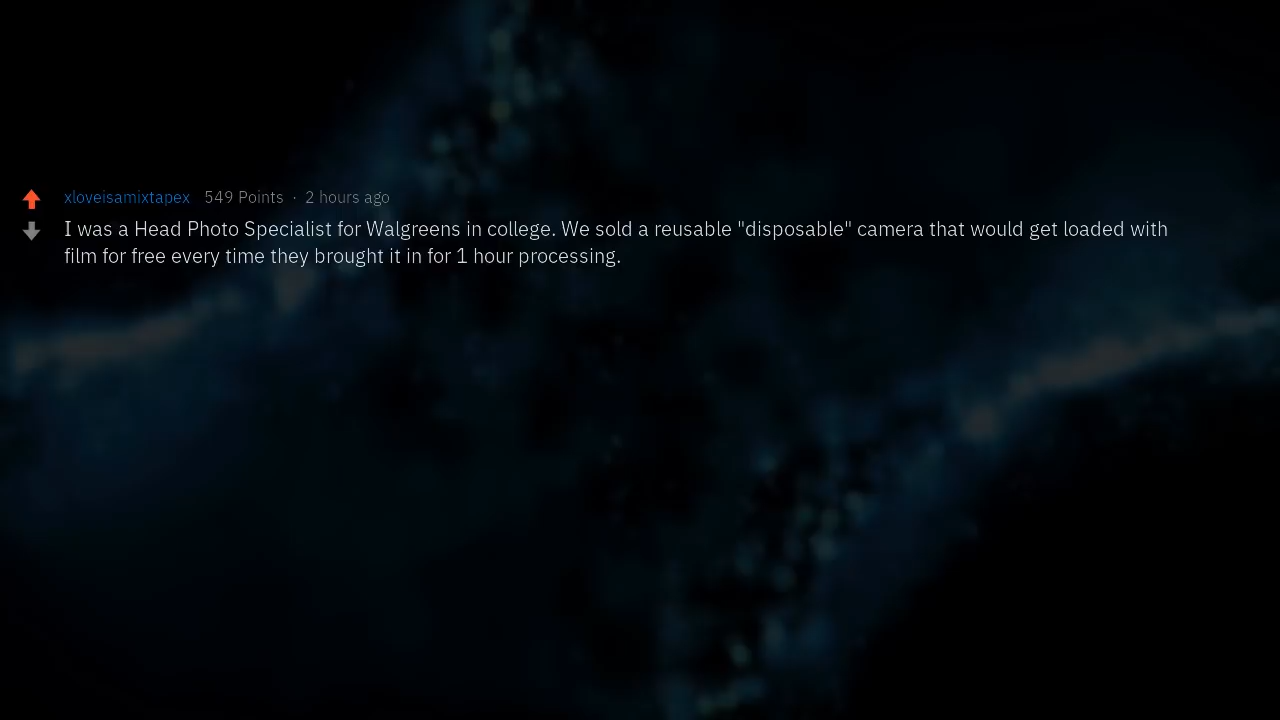 xloveisamixtapex 549 Points · 2 hours ago
I was a Head Photo Specialist for Walgreens in college. We sold a reusable "disposable" camera that would get loaded with
film for free every time they brought it in for 1 hour processing.